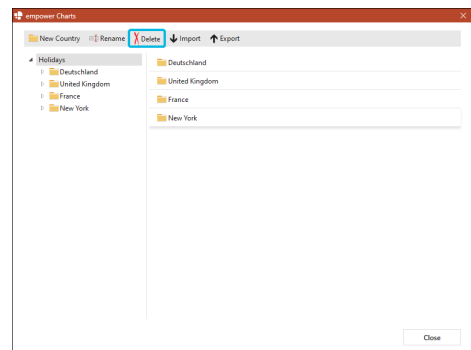 empower Charts
New Country Rename Delete Import Export
Holidays
Deutschland
United Kingdom
France
New York
Deutschland
United Kingdom
France
New York
Close